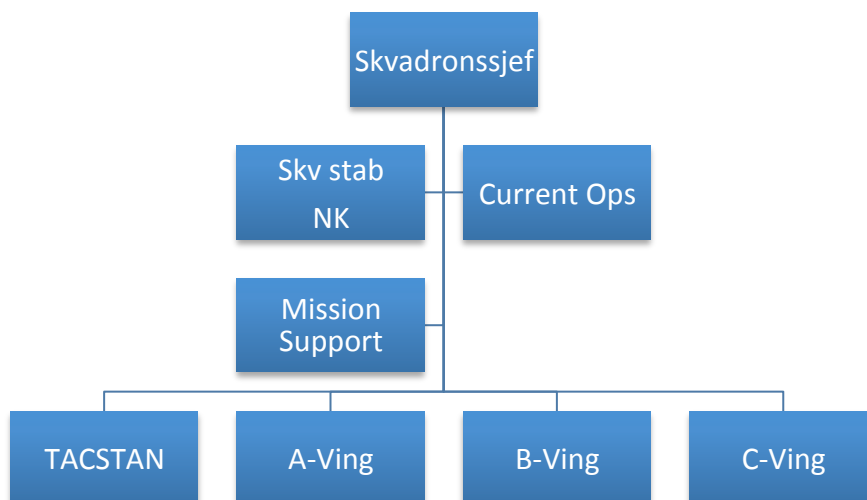 Skvadronssjef
Skv stab
NK
Current Ops
Mission
Support
TACSTAN
A-Ving
B-Ving
C-Ving